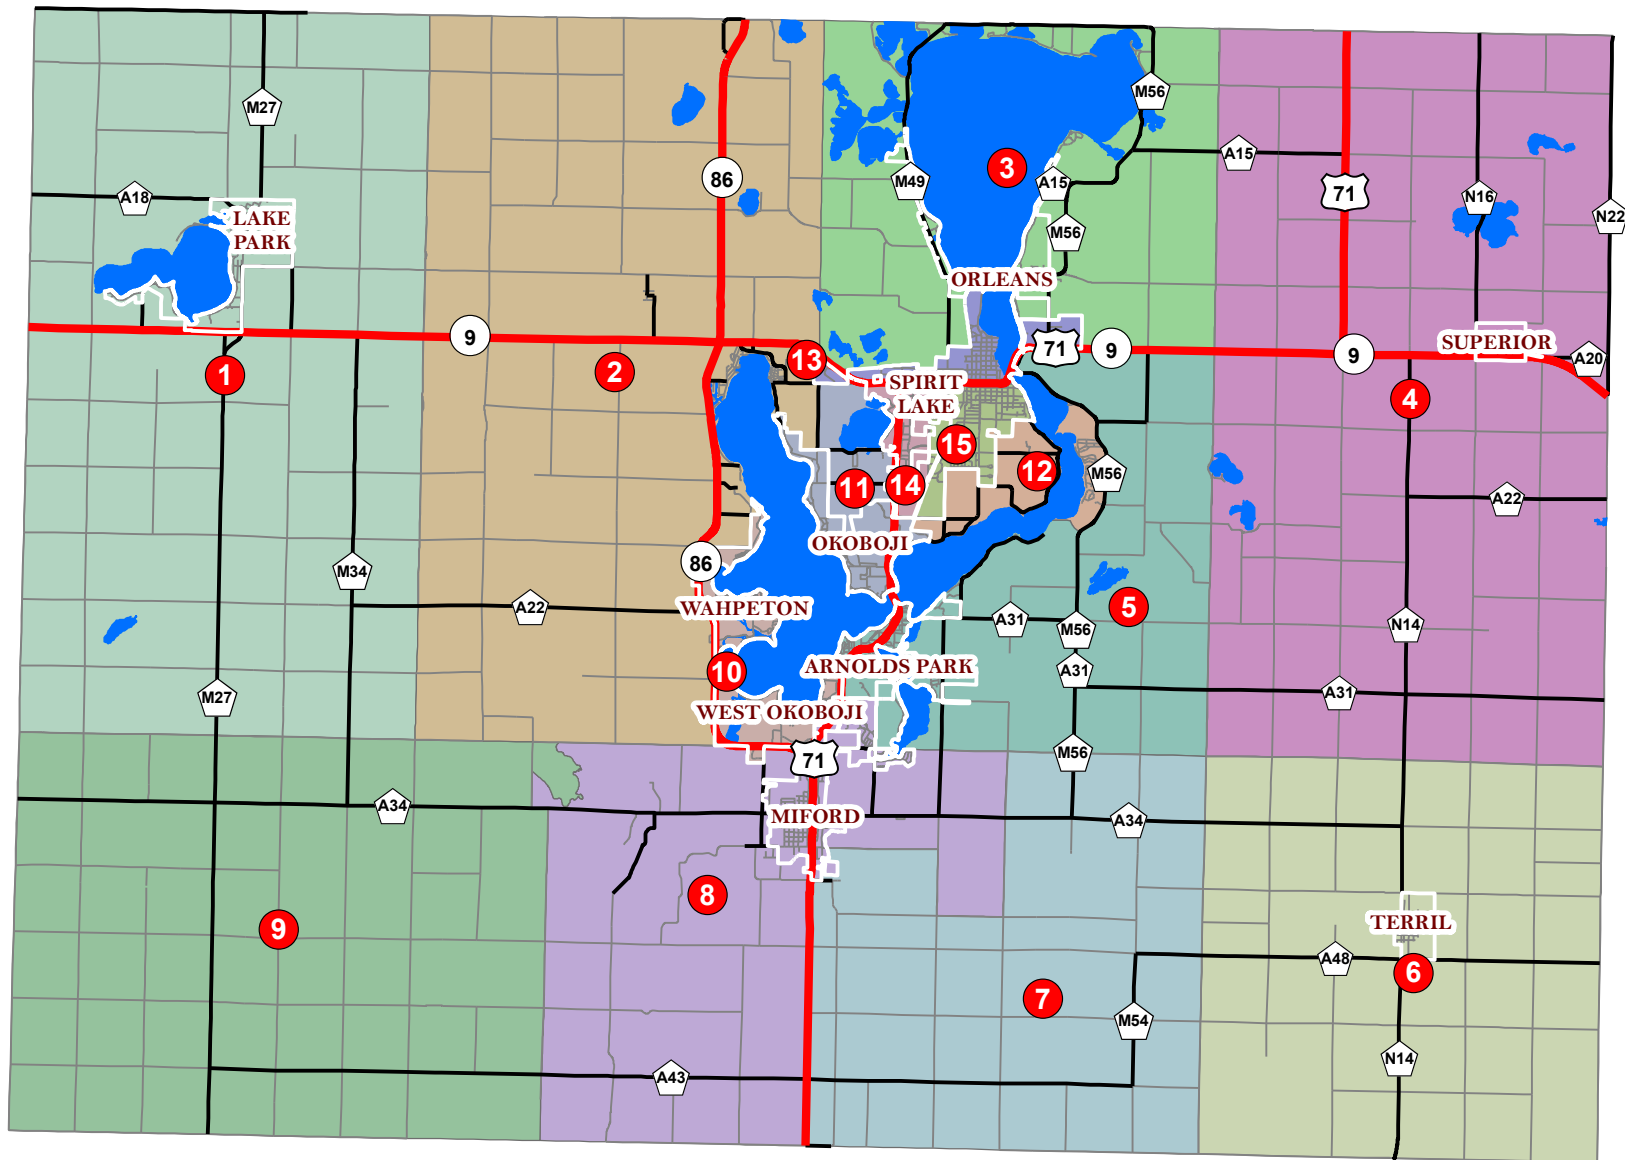 M27
M56
86
3
A15
71
M49
A15
A18
N16
N22
LAKE
PARK
M56
ORLEANS
9
71
9
9
SUPERIOR
A20
13
1
2
SPIRIT
LAKE
4
15
12
M56
11
14
A22
OKOBOJI
86
M34
WAHPETON
A22
5
A31
M56
N14
ARNOLDS PARK
10
A31
M27
A31
WEST OKOBOJI
71
M56
A34
MIFORD
A34
8
9
TERRIL
A48
6
7
M54
N14
A43